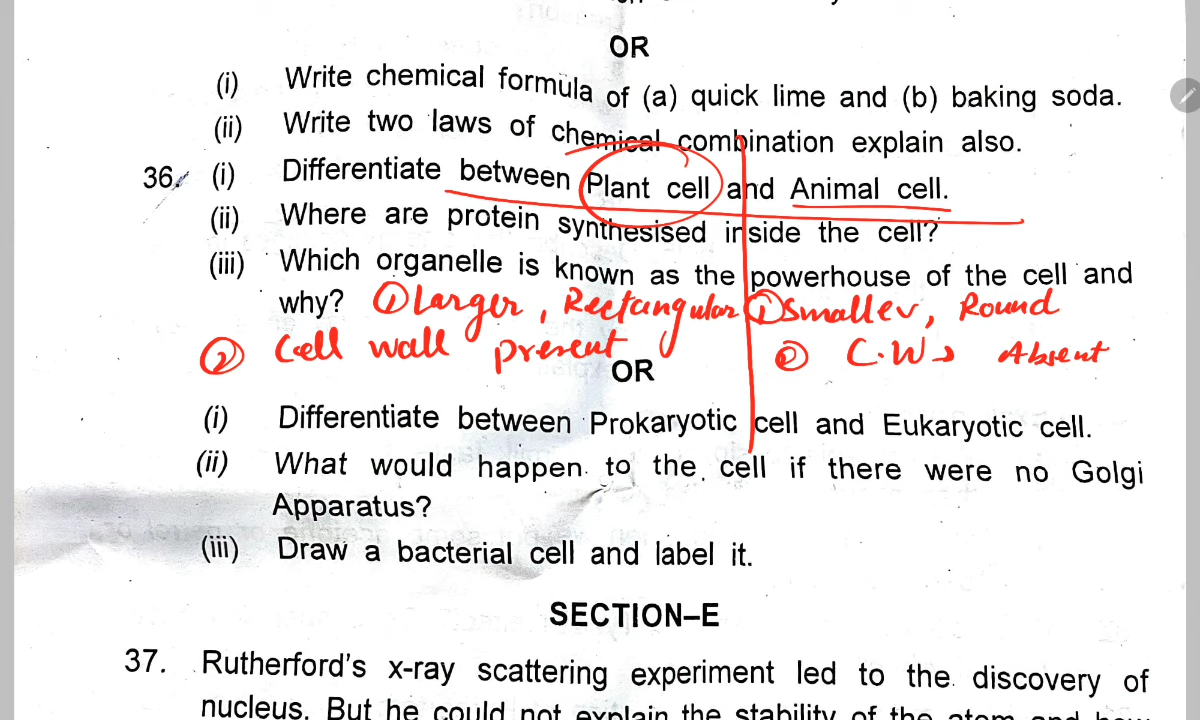 OR
(i) Write chemical formula of (a) quick lime and (b) baking soda.
(ii) Write two laws of chemical combination explain also.
36. (i) Differentiate between Plant cell and Animal cell.
(ii) Where are protein synthesised inside the cell?
(iii) Which organelle is known as the powerhouse of the cell and
why? ① Larger, Rectangular ① Smaller, Round
② Cell wall present ② C.W → Absent
OR
(i) Differentiate between Prokaryotic cell and Eukaryotic cell.
(ii) What would happen to the cell if there were no Golgi
Apparatus?
(iii) Draw a bacterial cell and label it.
SECTION–E
37. Rutherford's x-ray scattering experiment led to the discovery of
nucleus. But he could not explain the stability of the atom and how